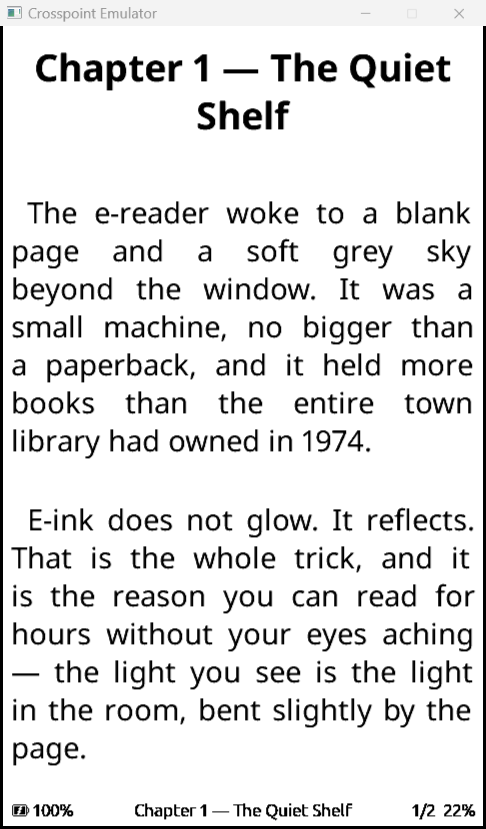 Crosspoint Emulator
Chapter 1 — The Quiet
Shelf
The e-reader woke to a blank
page and a soft grey sky
beyond the window. It was a
small machine, no bigger than
a paperback, and it held more
books than the entire town
library had owned in 1974.
E-ink does not glow. It reflects.
That is the whole trick, and it
is the reason you can read for
hours without your eyes aching
— the light you see is the light
in the room, bent slightly by the
page.
100% Chapter 1 — The Quiet Shelf 1/2 22%